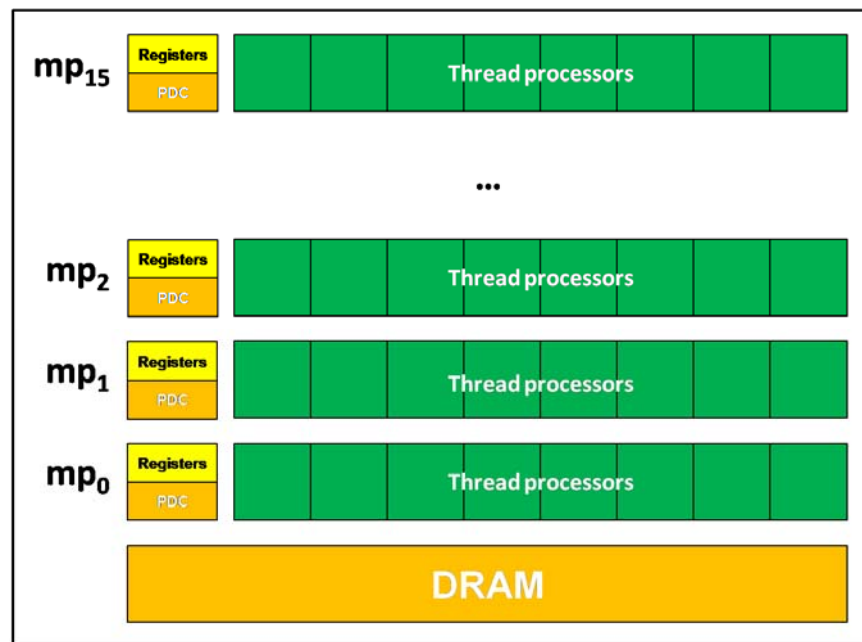 mp15
Registers
PDC
Thread processors
...
mp2
Registers
PDC
Thread processors
mp1
Registers
PDC
Thread processors
mp0
Registers
PDC
Thread processors
DRAM